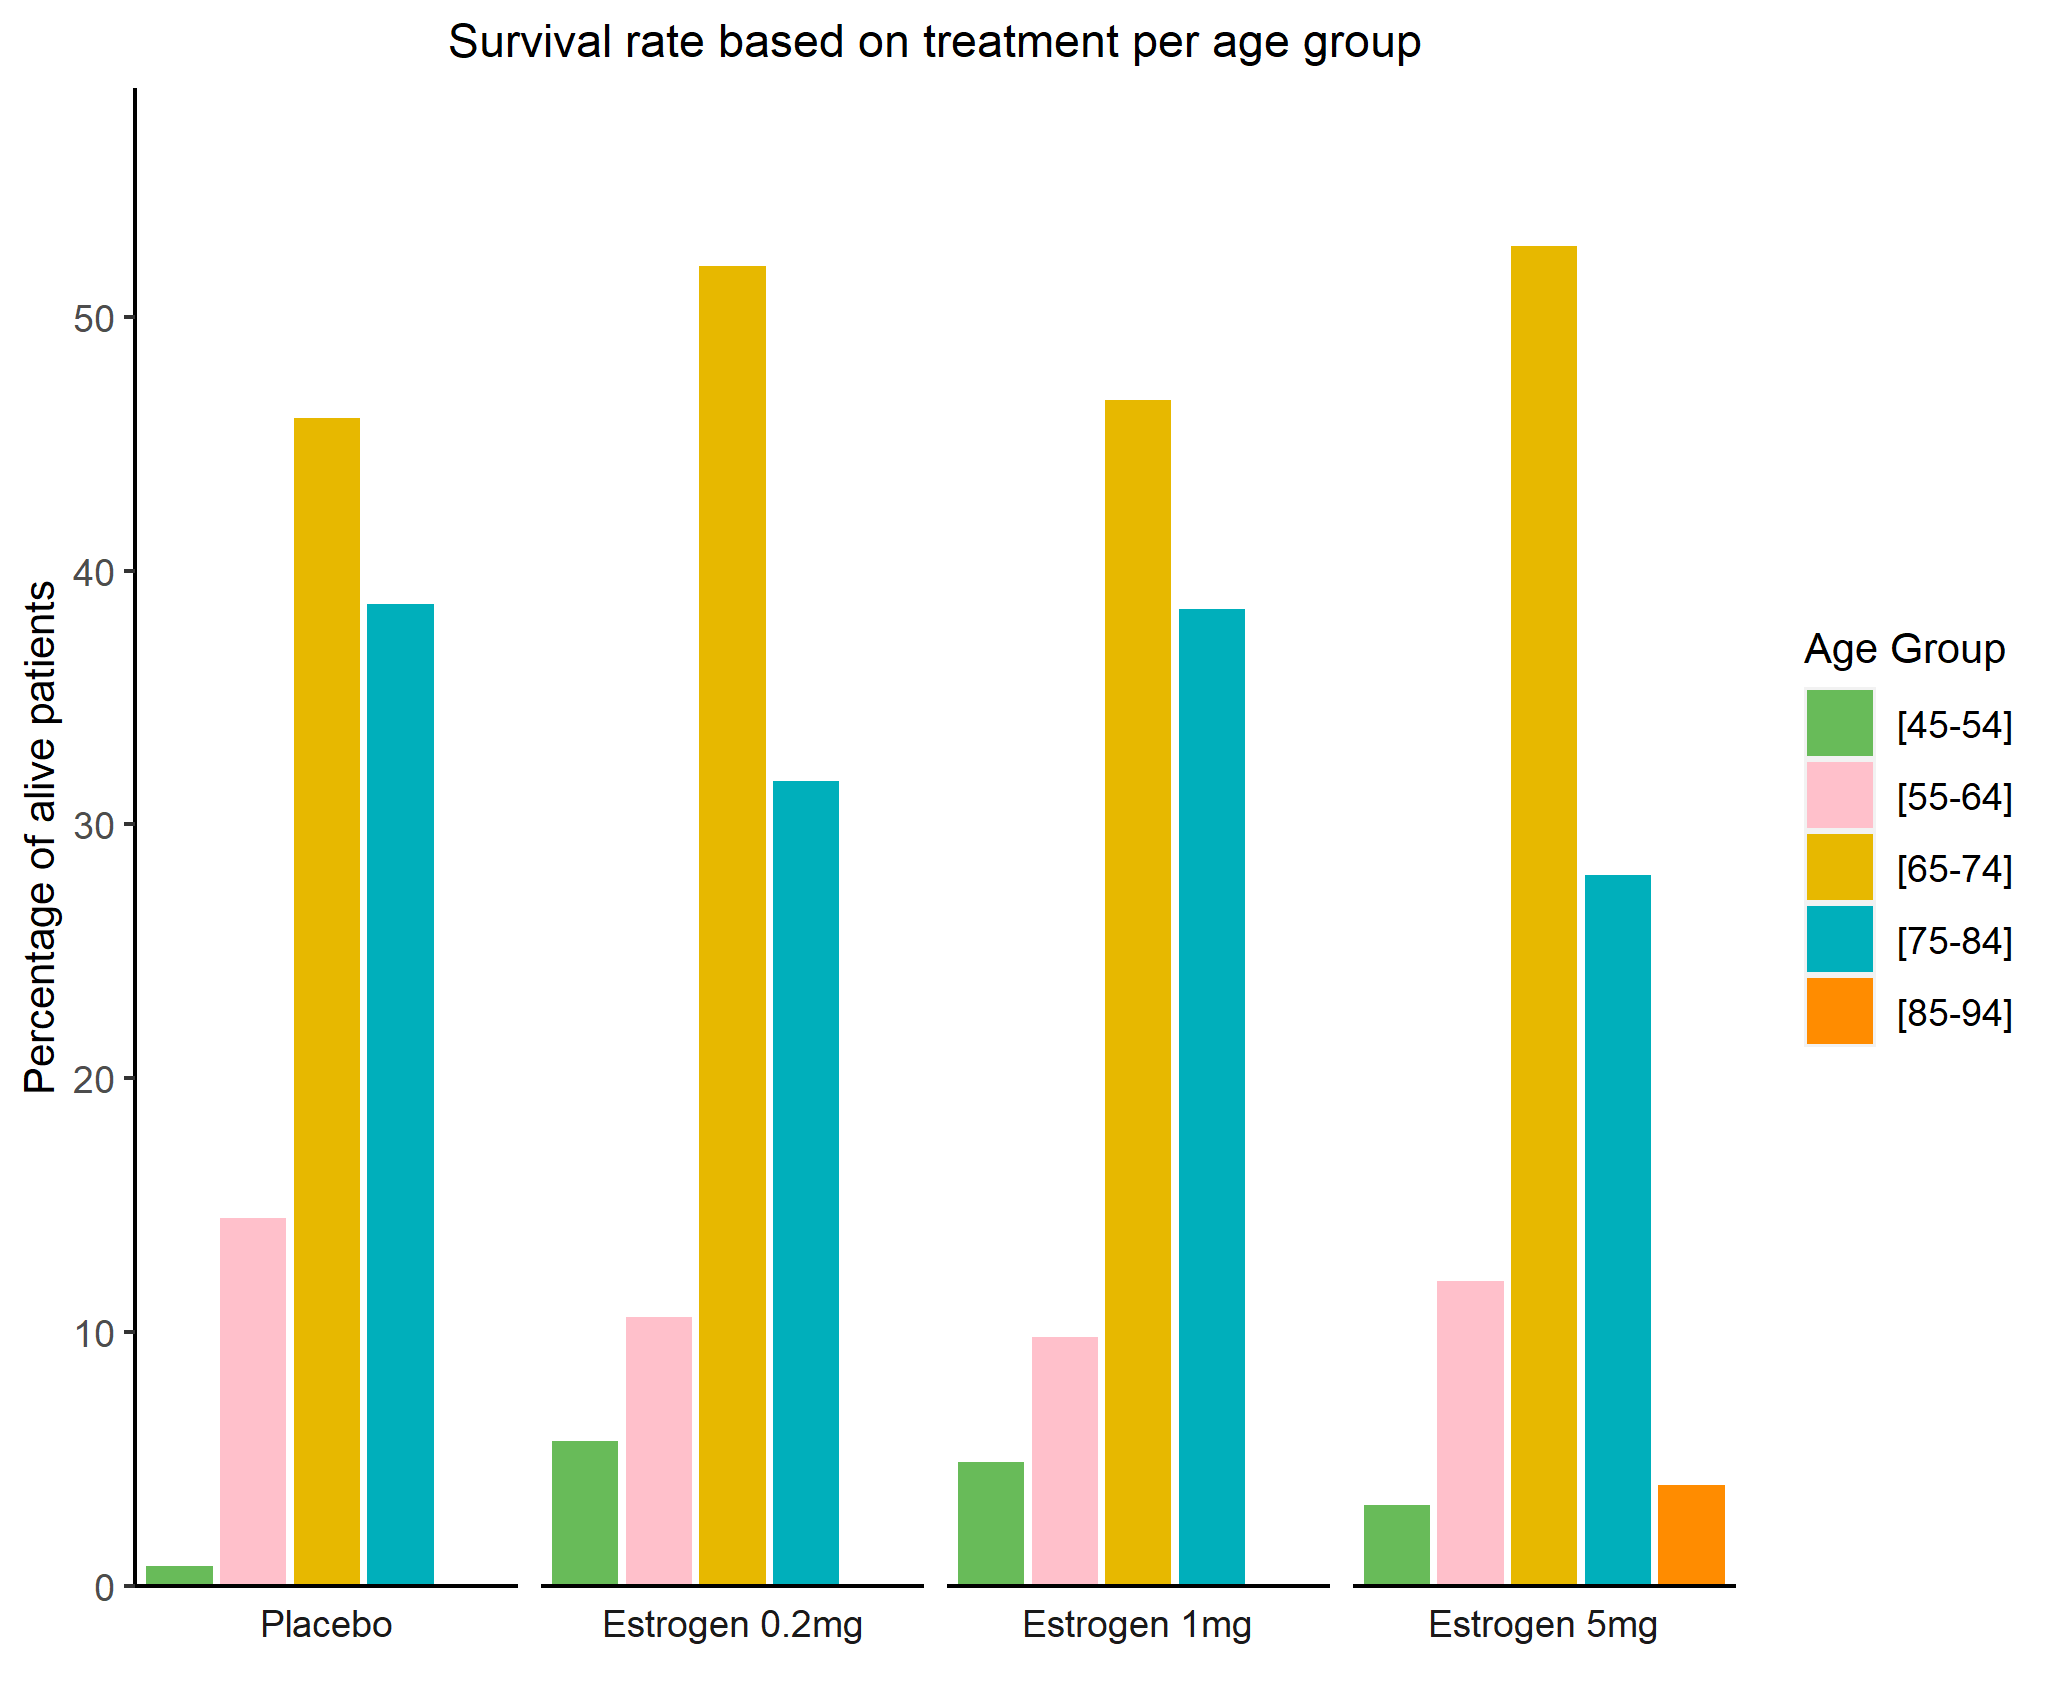 Survival rate based on treatment per age group
Percentage of alive patients
50
40
30
20
10
0
Placebo
Estrogen 0.2mg
Estrogen 1mg
Estrogen 5mg
Age Group
[45-54]
[55-64]
[65-74]
[75-84]
[85-94]